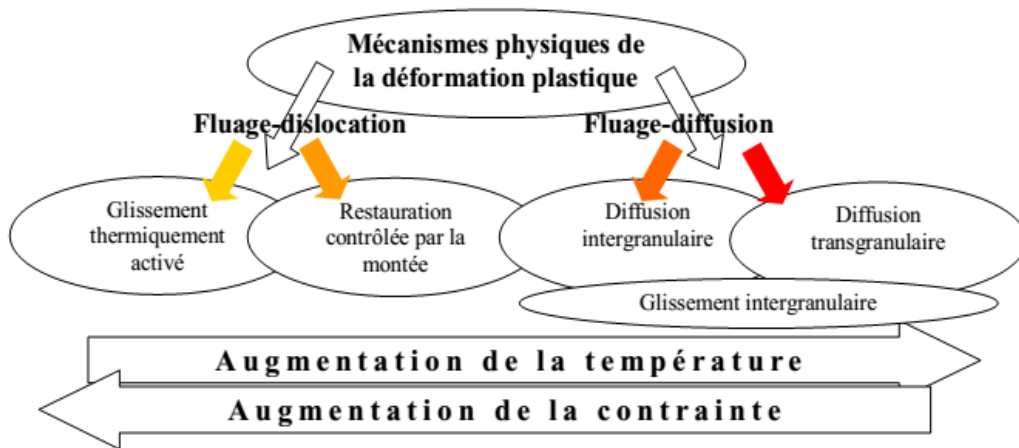 Mécanismes physiques de
la déformation plastique
Fluage-dislocation
Fluage-diffusion
Glissement
thermiquement
activé
Restauration
contrôlée par la
montée
Diffusion
intergranulaire
Diffusion
transgranulaire
Glissement intergranulaire
Augmentation de la température
Augmentation de la contrainte